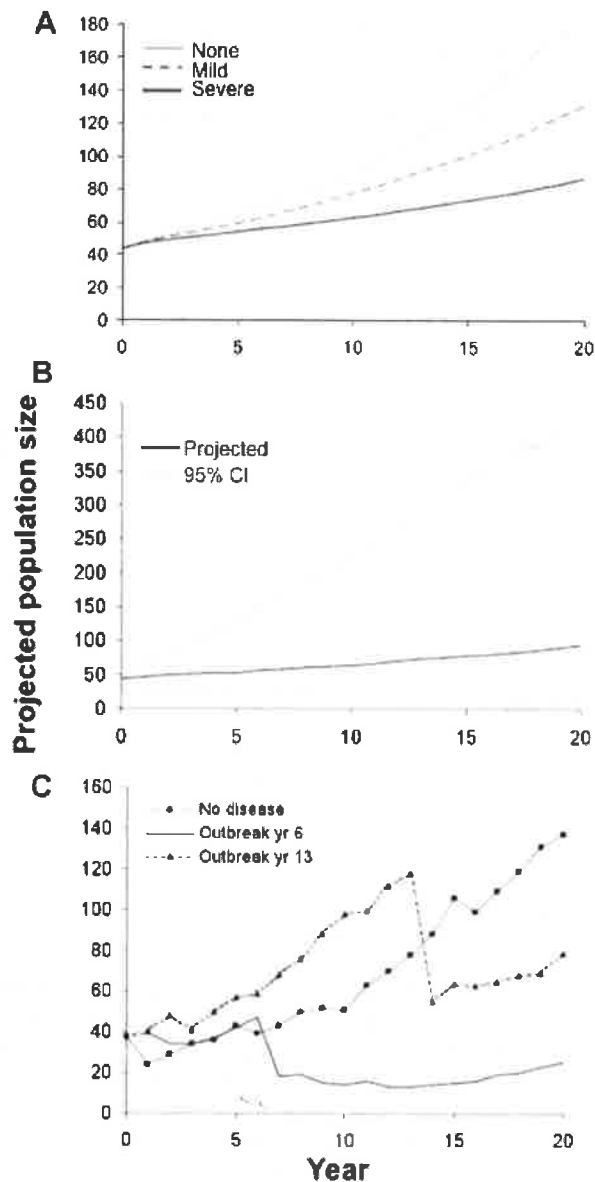 A
180
160
140
120
100
80
60
40
20
0
None
Mild
Severe
0 5 10 15 20
B
450
400
350
300
250
200
150
100
50
0
Projected
95% CI
0 5 10 15 20
Projected population size
C
160
140
120
100
80
60
40
20
0
No disease
Outbreak yr 6
Outbreak yr 13
0 5 10 15 20
Year